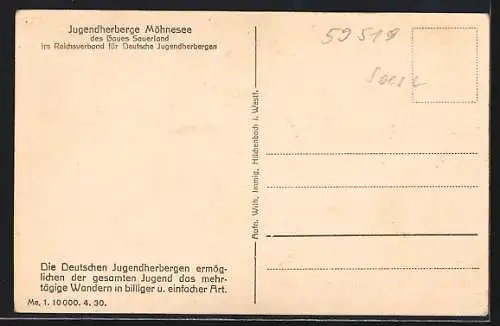 Jugendherberge Möhnesee
des Gaues Sauerland
im Reichsverband für Deutsche Jugendherbergen
59519
Soest
Aufn. Wilh. Immig, Hilchenbach i. Westf.
Die Deutschen Jugendherbergen ermög-
lichen der gesamten Jugend das mehr-
tägige Wandern in billiger u. einfacher Art.
Me. 1. 10000. 4. 30.